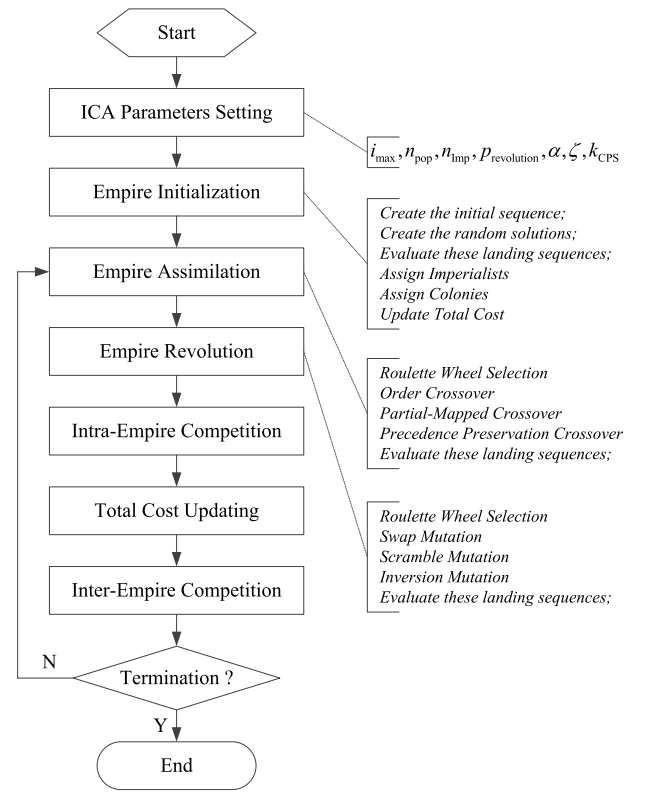 Start
ICA Parameters Setting
i_max, n_pop, n_Imp, p_revolution, α, ζ, k_CPS
Empire Initialization
Create the initial sequence;
Create the random solutions;
Evaluate these landing sequences;
Assign Imperialists
Assign Colonies
Update Total Cost
Empire Assimilation
Roulette Wheel Selection
Order Crossover
Partial-Mapped Crossover
Precedence Preservation Crossover
Evaluate these landing sequences;
Empire Revolution
Roulette Wheel Selection
Swap Mutation
Scramble Mutation
Inversion Mutation
Evaluate these landing sequences;
Intra-Empire Competition
Total Cost Updating
Inter-Empire Competition
Termination ?
N
Y
End